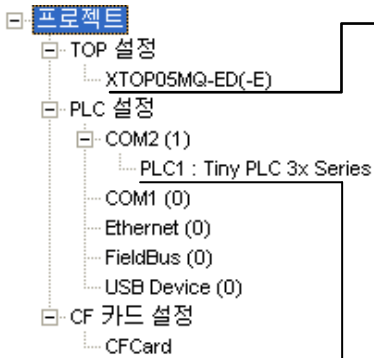 프로젝트
TOP 설정
XTOP05MQ-ED(-E)
PLC 설정
COM2 (1)
PLC1 : Tiny PLC 3x Series
COM1 (0)
Ethernet (0)
FieldBus (0)
USB Device (0)
CF 카드 설정
CFCard